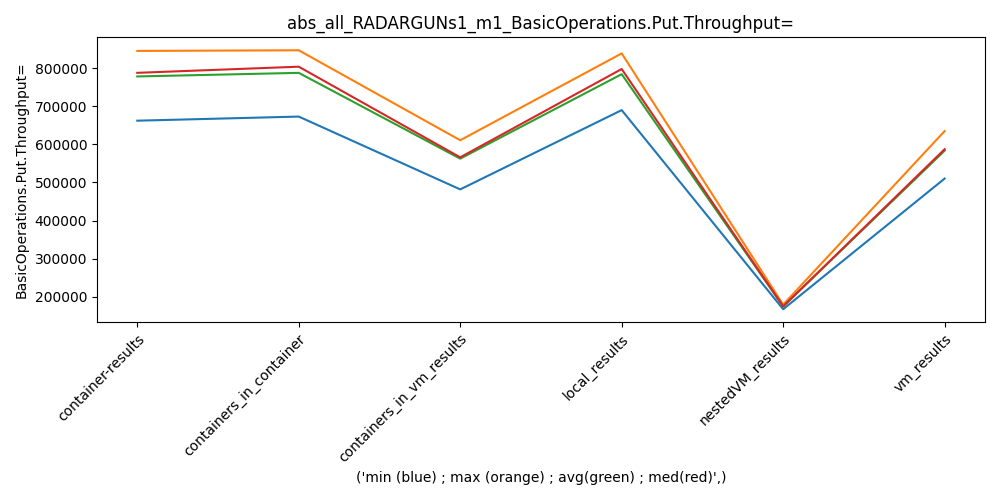 abs_all_RADARGUNs1_m1_BasicOperations.Put.Throughput=
BasicOperations.Put.Throughput=
800000
700000
600000
500000
400000
300000
200000
container-results
containers_in_container
containers_in_vm_results
local_results
nestedVM_results
vm_results
('min (blue) ; max (orange) ; avg(green) ; med(red)',)